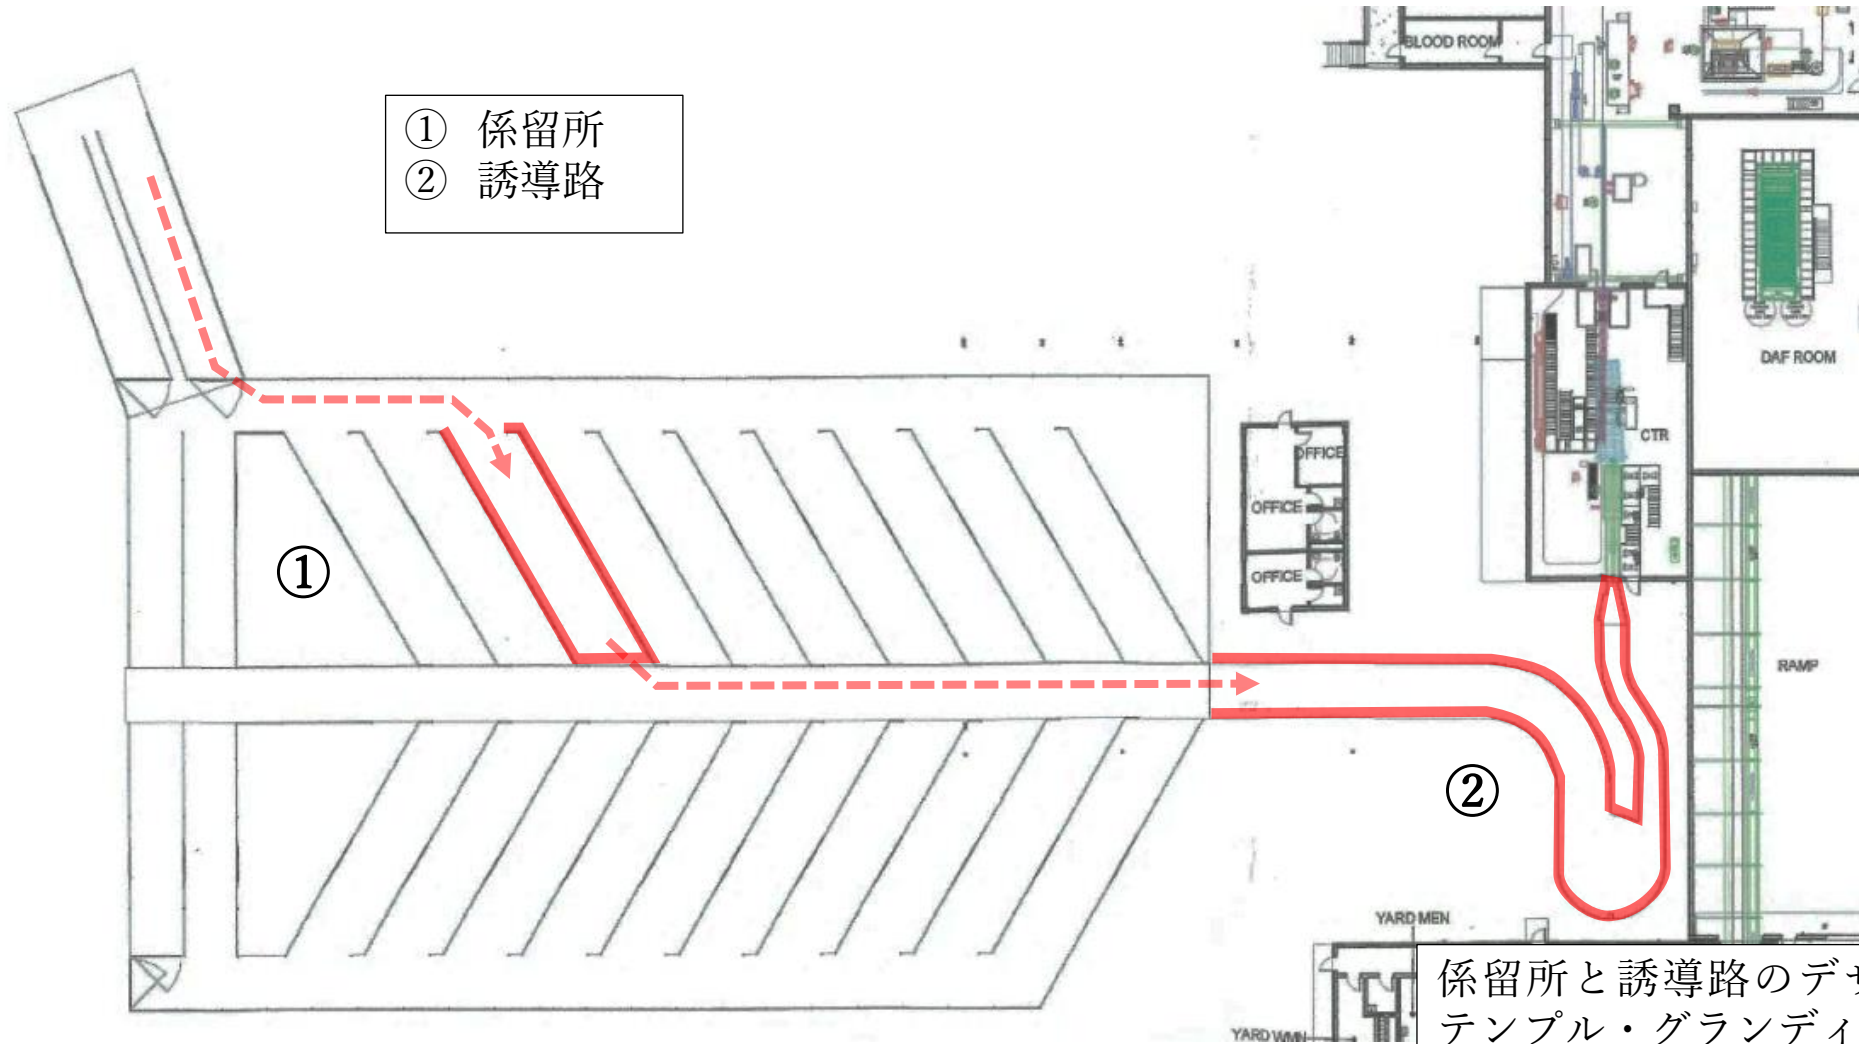 BLOOD ROOM
① 係留所
② 誘導路
DAF ROOM
CTR
OFFICE
OFFICE
OFFICE
①
RAMP
②
YARD MEN
YARD WMN
係留所と誘導路のデ
テンプル・グランディ